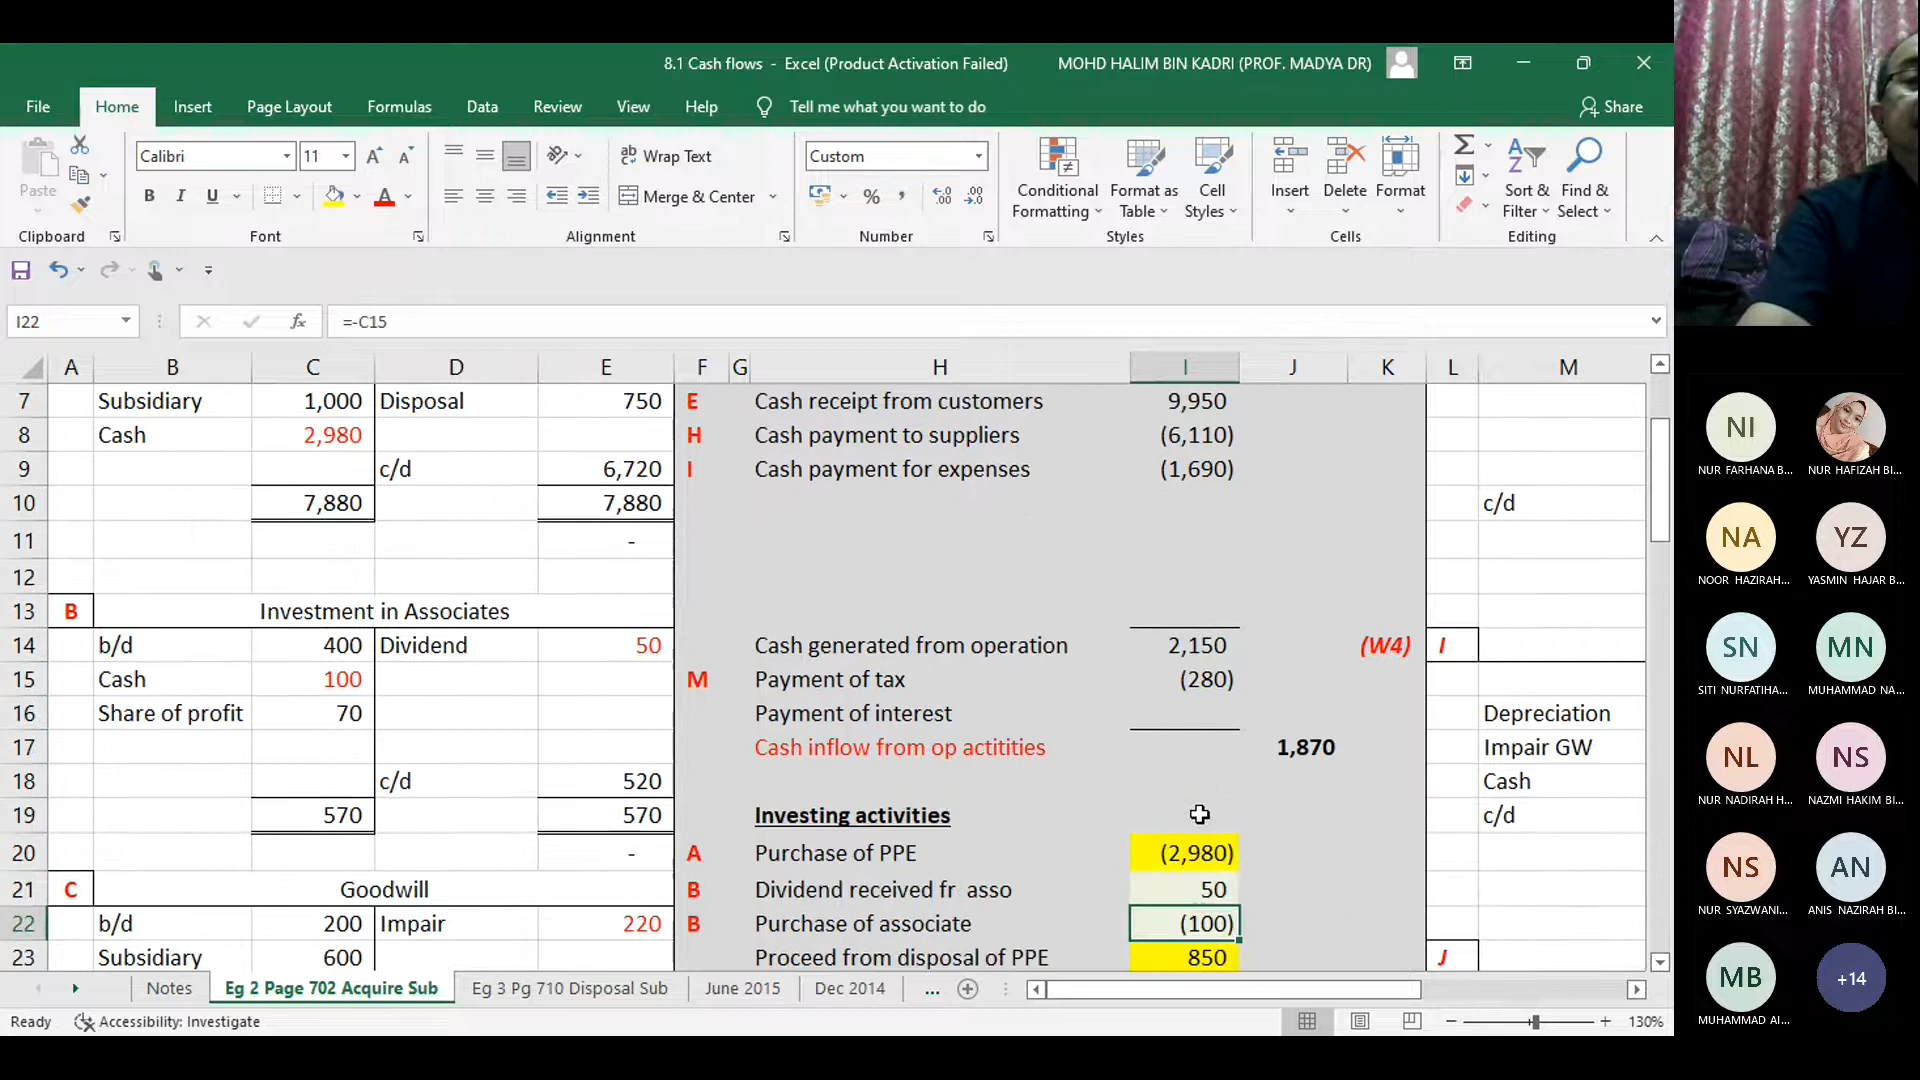 8.1 Cash flows - Excel (Product Activation Failed) MOHD HALIM BIN KADRI (PROF. MADYA DR)
File Home Insert Page Layout Formulas Data Review View Help Tell me what you want to do Share
Paste
Clipboard
Calibri 11
B I U
Font
ab Wrap Text
Merge & Center
Alignment
Custom
%
Number
Conditional Formatting
Format as Table
Cell Styles
Styles
Insert Delete Format
Cells
Sort & Filter
Find & Select
Editing
I22 fx =-C15
A B C D E F G H I J K L M
7 Subsidiary 1,000 Disposal 750 E Cash receipt from customers 9,950
8 Cash 2,980 H Cash payment to suppliers (6,110)
9 c/d 6,720 I Cash payment for expenses (1,690)
10 7,880 7,880 c/d
11 -
12
13 B Investment in Associates
14 b/d 400 Dividend 50 Cash generated from operation 2,150 (W4) I
15 Cash 100 M Payment of tax (280)
16 Share of profit 70 Payment of interest Depreciation
17 Cash inflow from op actitities 1,870 Impair GW
18 c/d 520 Cash
19 570 570 Investing activities c/d
20 - A Purchase of PPE (2,980)
21 C Goodwill B Dividend received fr asso 50
22 b/d 200 Impair 220 B Purchase of associate (100)
23 Subsidiary 600 Proceed from disposal of PPE 850 J
Notes Eg 2 Page 702 Acquire Sub Eg 3 Pg 710 Disposal Sub June 2015 Dec 2014 ...
Ready Accessibility: Investigate 130%
NI
NUR FARHANA B... NUR HAFIZAH BI...
NA YZ
NOOR HAZIRAH... YASMIN HAJAR B...
SN MN
SITI NURFATIHA... MUHAMMAD NA...
NL NS
NUR NADIRAH H... NAZMI HAKIM BI...
NS AN
NUR SYAZWANI... ANIS NAZIRAH BI...
MB +14
MUHAMMAD AI...